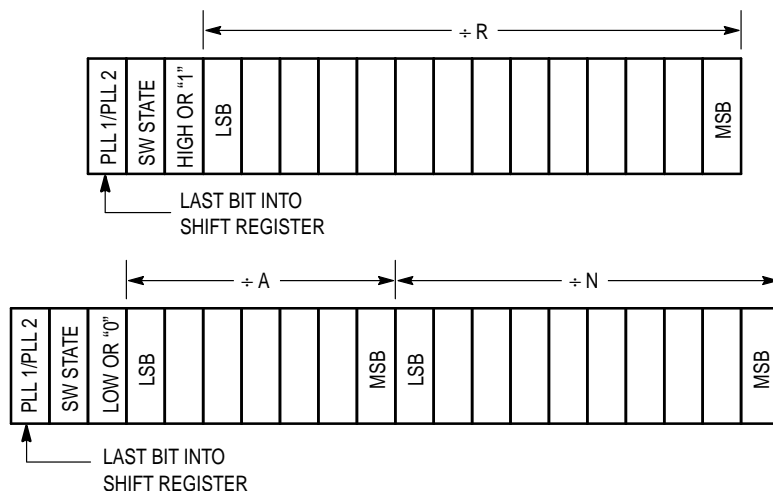 ÷ R
PLL 1/PLL 2
SW STATE
HIGH OR “1”
LSB
MSB
LAST BIT INTO
SHIFT REGISTER
÷ A
÷ N
PLL 1/PLL 2
SW STATE
LOW OR “0”
LSB
MSB
LSB
MSB
LAST BIT INTO
SHIFT REGISTER